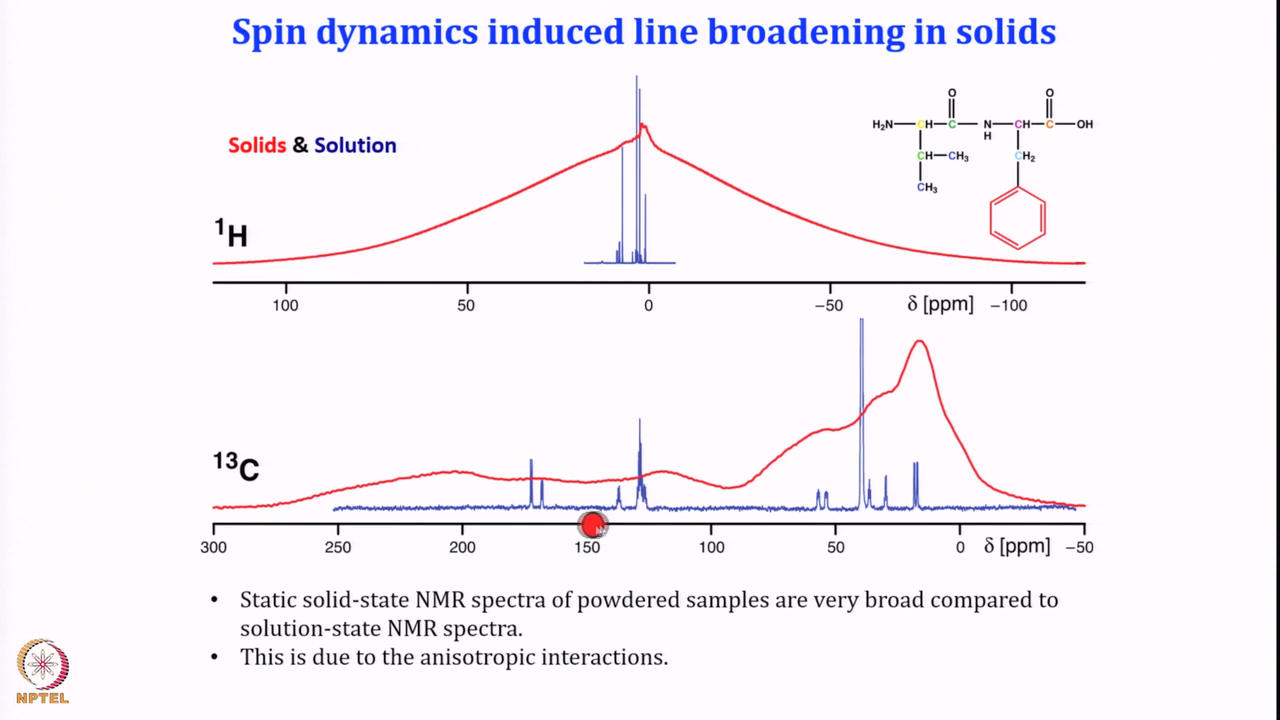 Spin dynamics induced line broadening in solids
Solids & Solution
O O
H₂N CH C N CH C OH
H
CH CH₃ CH₂
CH₃
¹H
100 50 0 −50 δ [ppm] −100
¹³C
300 250 200 150 100 50 0 δ [ppm] −50
• Static solid-state NMR spectra of powdered samples are very broad compared to
solution-state NMR spectra.
• This is due to the anisotropic interactions.
NPTEL